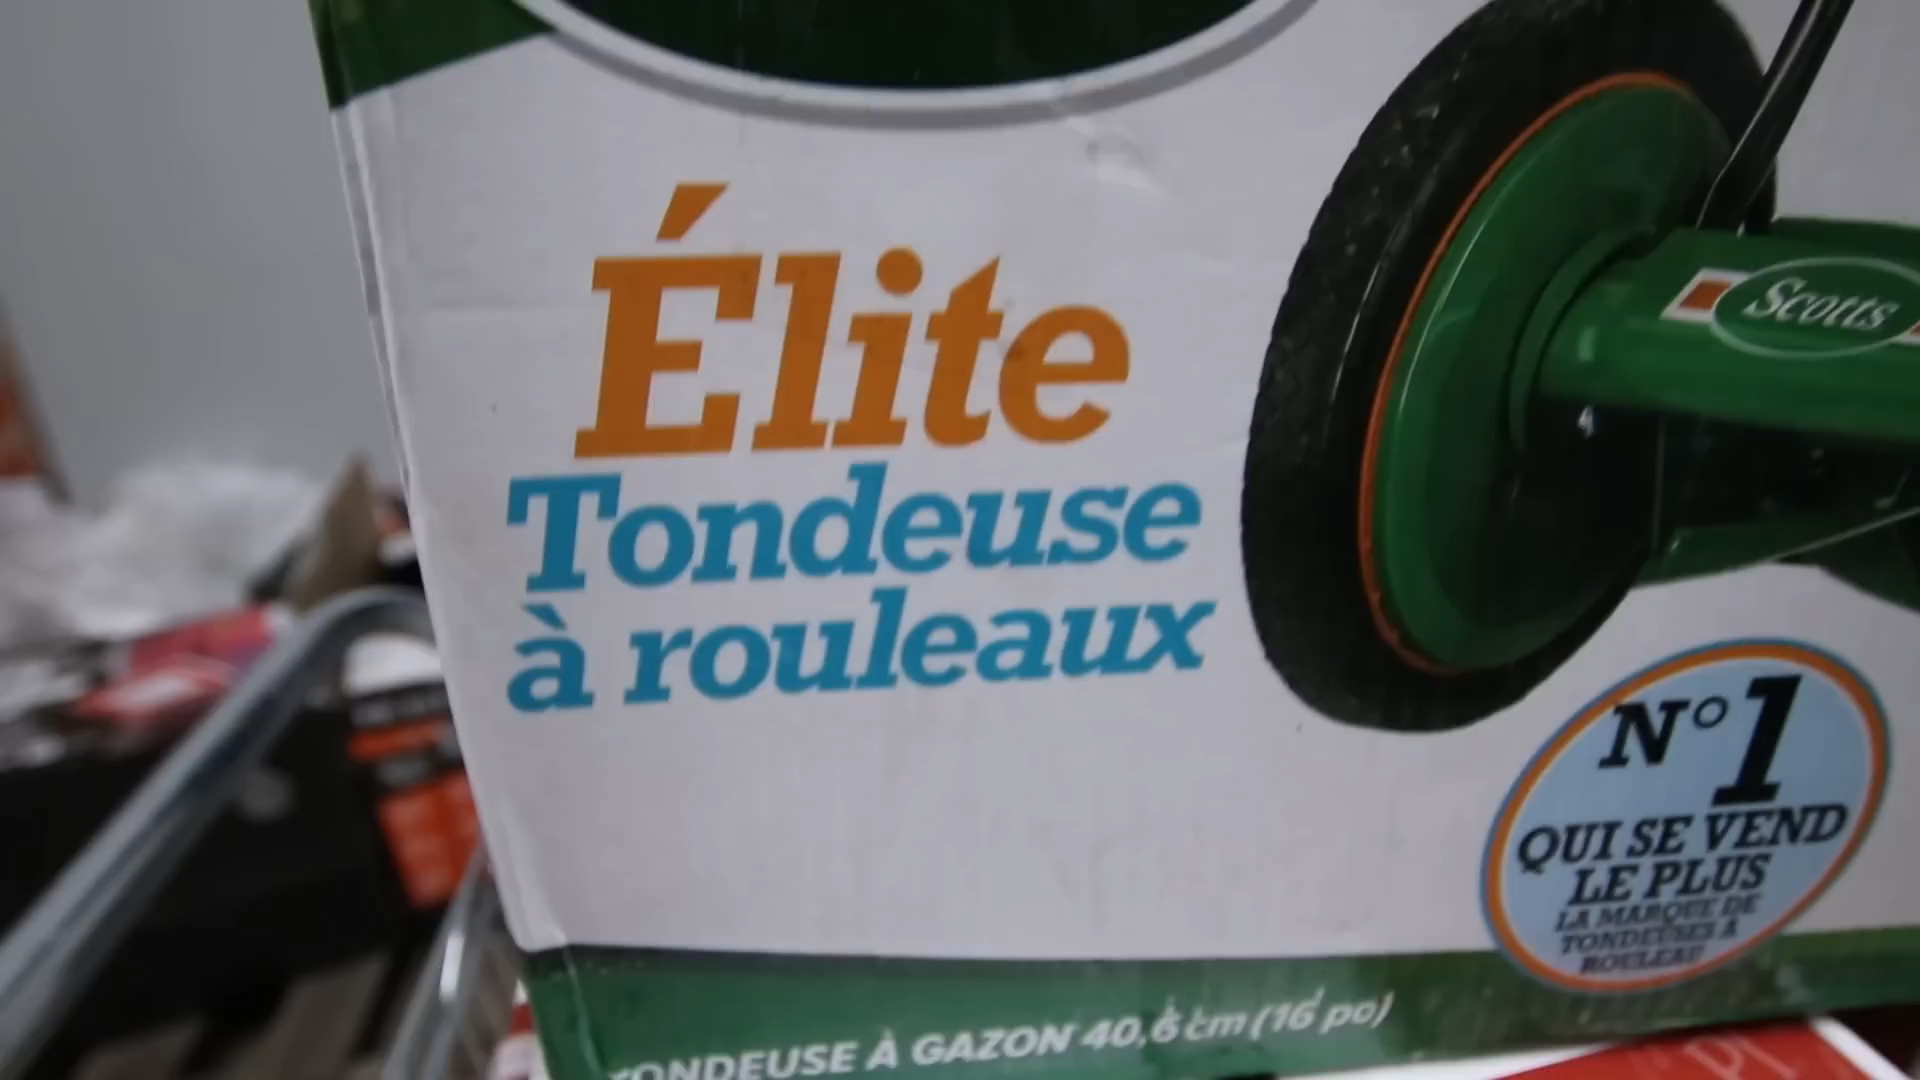 Élite
Tondeuse
à rouleaux
Scotts
N° 1
QUI SE VEND
LE PLUS
LA MARQUE DE
TONDEUSES À
ROULEAU
TONDEUSE À GAZON 40,6 cm (16 po)